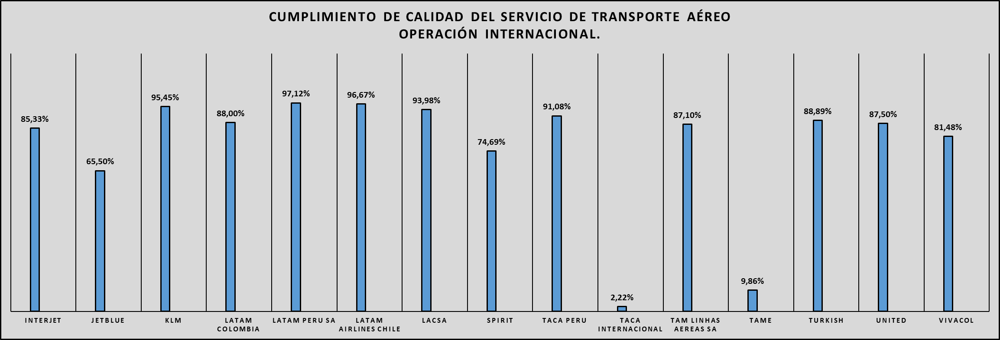 CUMPLIMIENTO DE CALIDAD DEL SERVICIO DE TRANSPORTE AÉREO
OPERACIÓN INTERNACIONAL.
85,33%
65,50%
95,45%
88,00%
97,12%
96,67%
93,98%
74,69%
91,08%
2,22%
87,10%
9,86%
88,89%
87,50%
81,48%
INTERJET
JETBLUE
KLM
LATAM
COLOMBIA
LATAM PERU SA
LATAM
AIRLINES CHILE
LACSA
SPIRIT
TACA PERU
TACA
INTERNACIONAL
TAM LINHAS
AEREAS SA
TAME
TURKISH
UNITED
VIVACOL